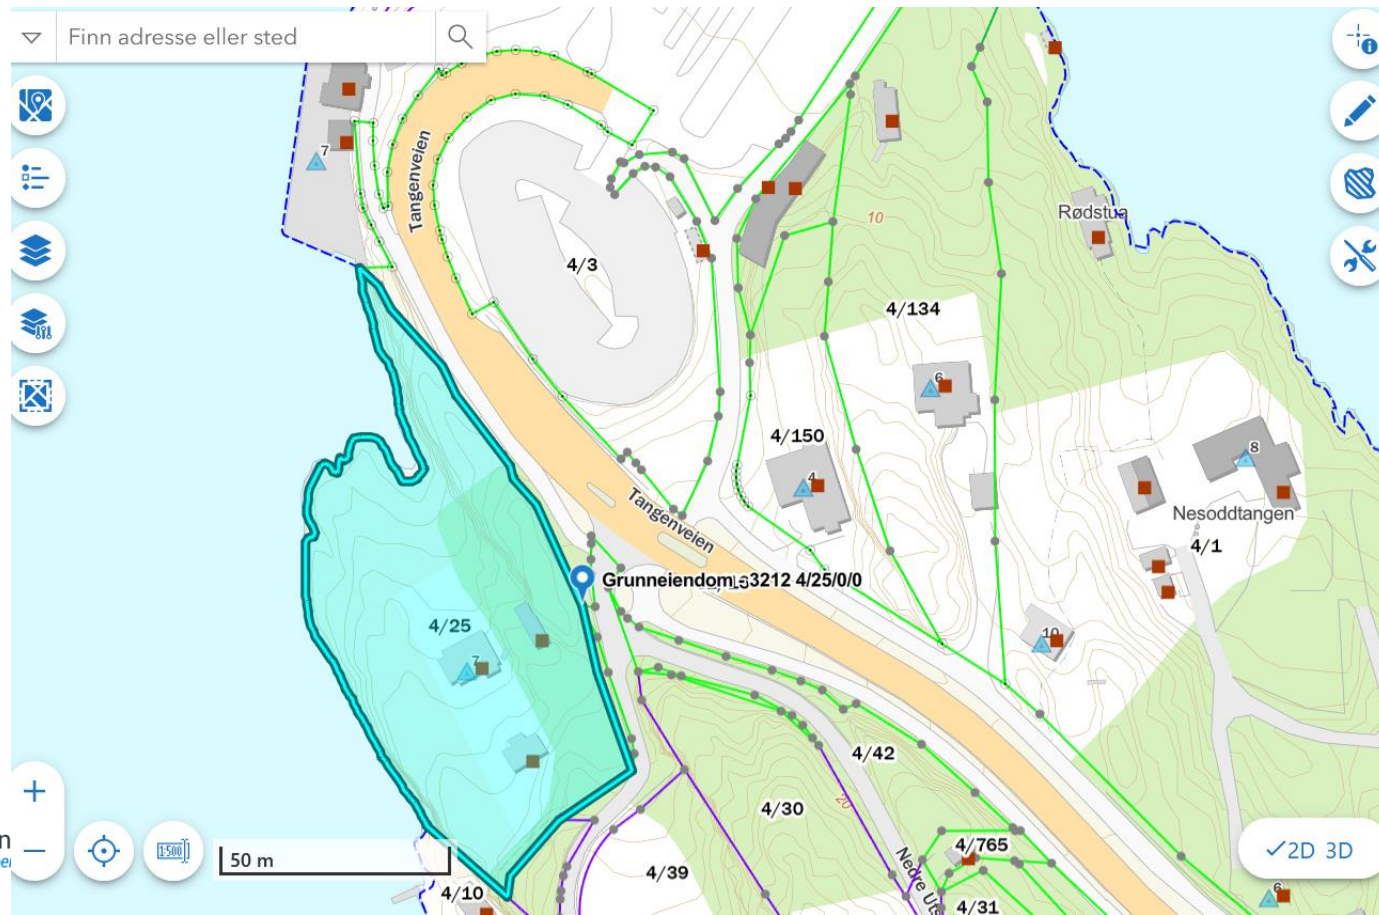 Finn adresse eller sted
7
Tangenveien
10
Rødstua
4/3
4/134
6
4/150
4
8
Tangenveien
Nesoddtangen
4/1
Grunneiendom - 3212 4/25/0/0
4/25
10
7
4/42
4/30
20
4/765
4/39
Nedre Uts
4/10
4/31
6
50 m
1:500
2D 3D